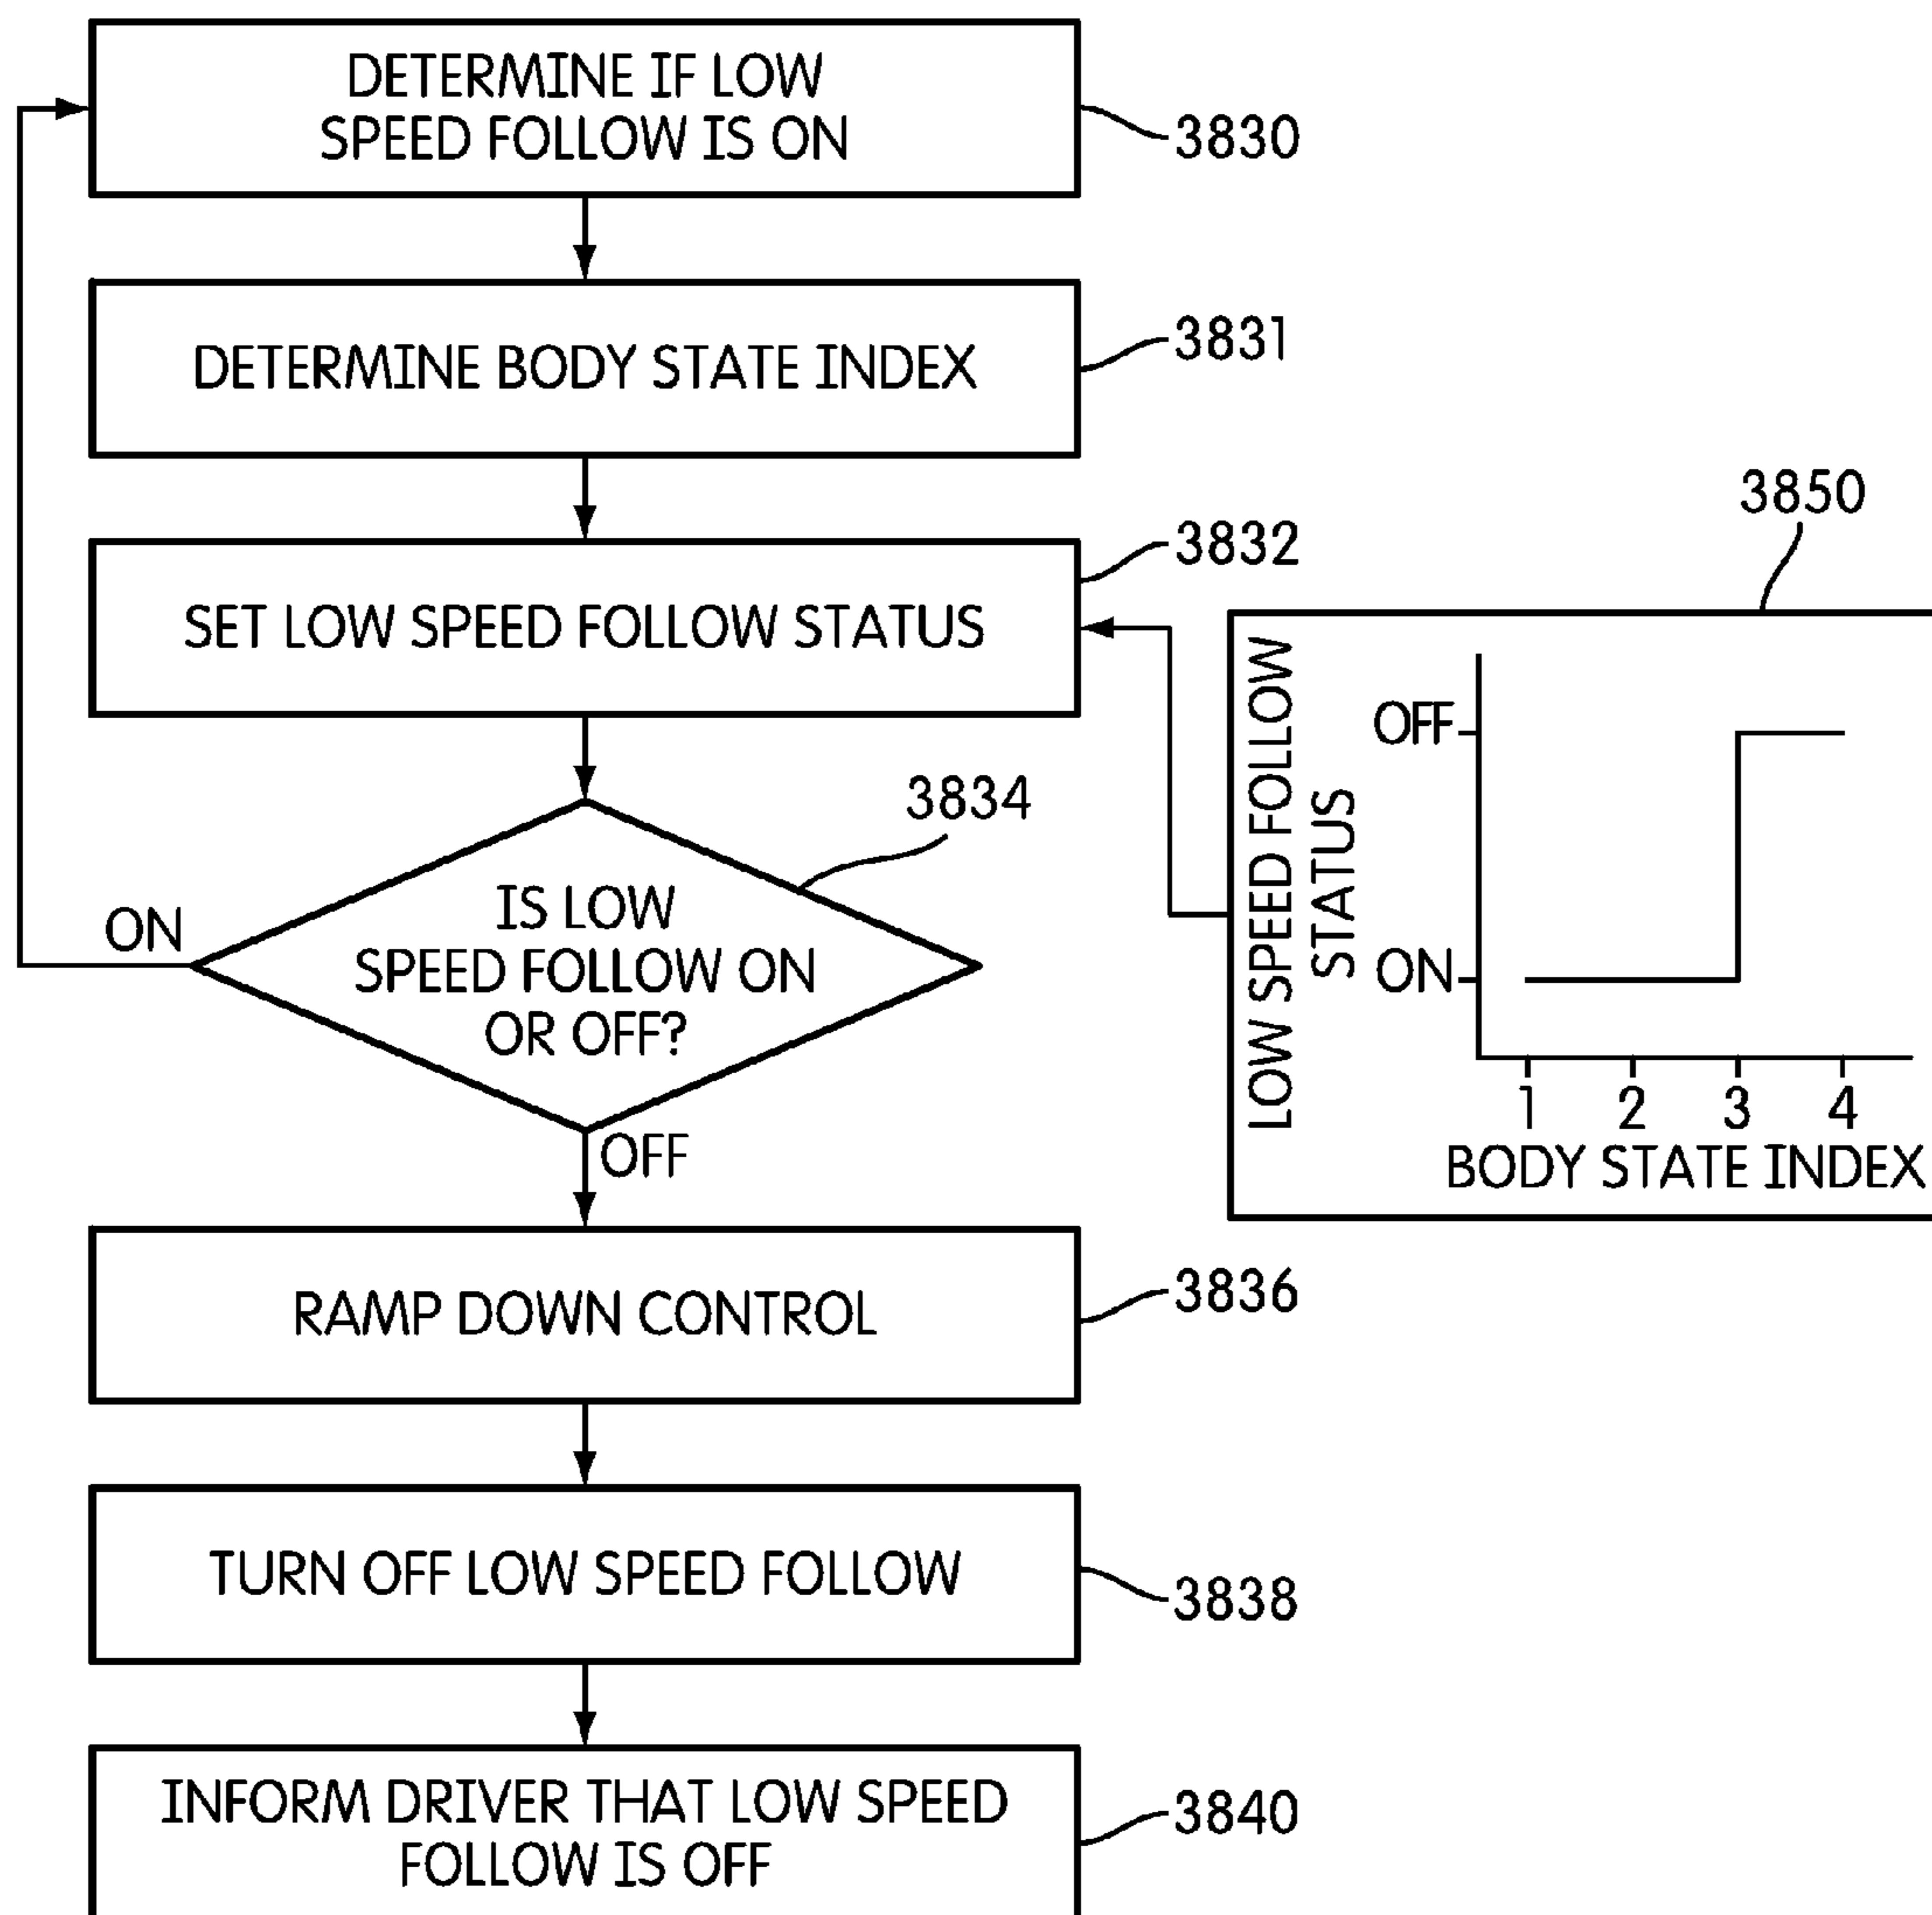 DETERMINE IF LOW
SPEED FOLLOW IS ON
3830
DETERMINE BODY STATE INDEX
3831
SET LOW SPEED FOLLOW STATUS
3832
IS LOW
SPEED FOLLOW ON
OR OFF?
3834
ON
OFF
RAMP DOWN CONTROL
3836
TURN OFF LOW SPEED FOLLOW
3838
INFORM DRIVER THAT LOW SPEED
FOLLOW IS OFF
3840
3850
LOW SPEED FOLLOW
STATUS
OFF
ON
1 2 3 4
BODY STATE INDEX